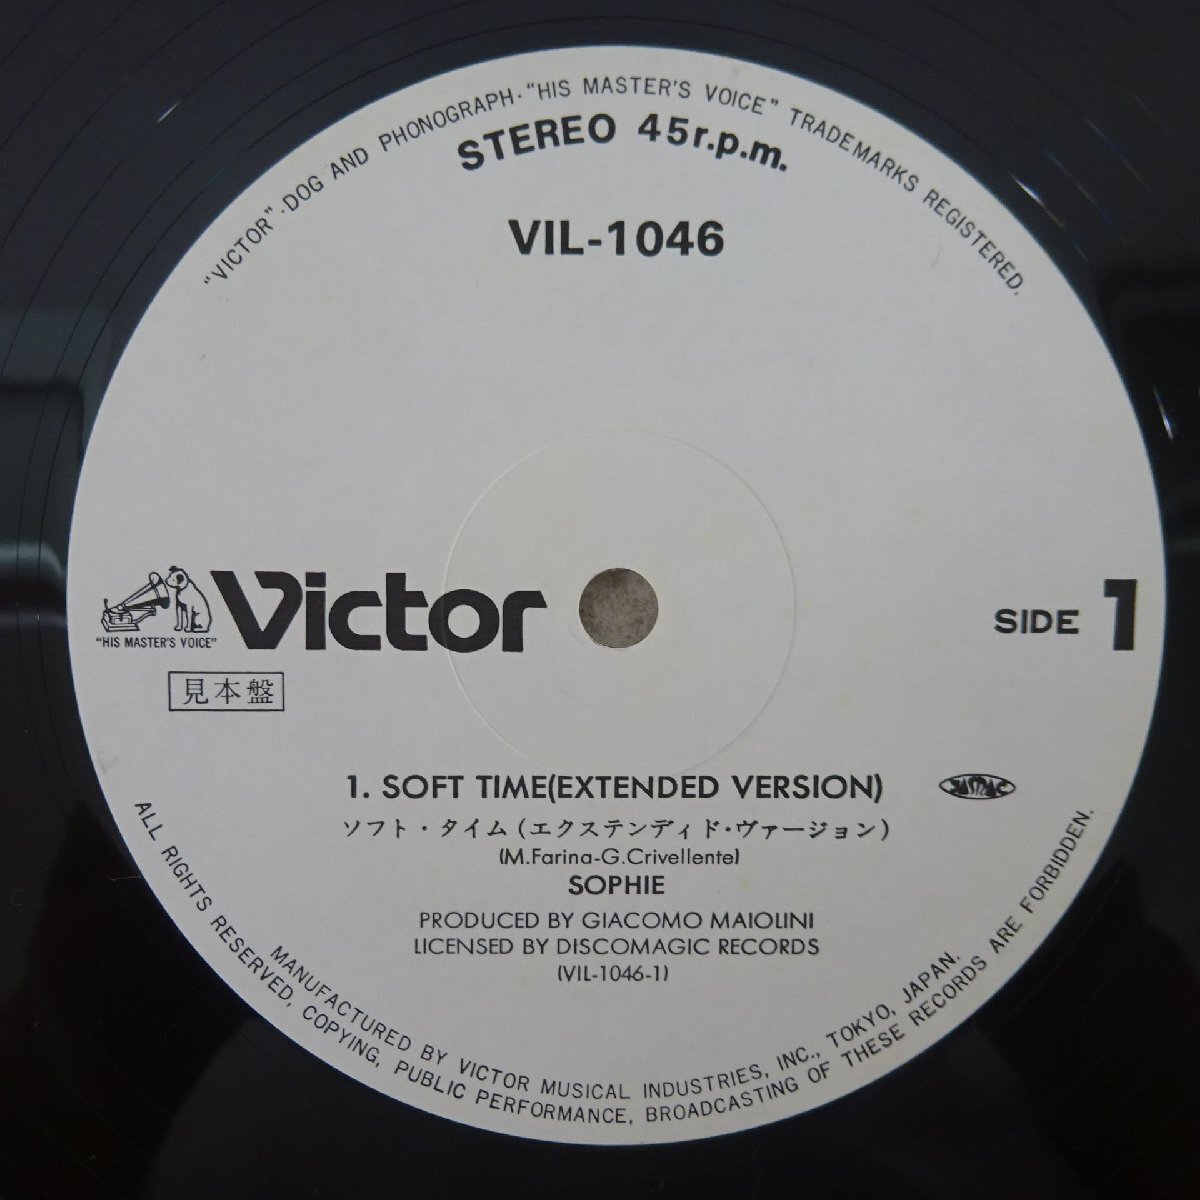 "VICTOR"·DOG AND PHONOGRAPH·"HIS MASTER'S VOICE" TRADEMARKS REGISTERED.
STEREO 45r.p.m.
VIL-1046
"HIS MASTER'S VOICE"
Victor
SIDE 1
見本盤
1. SOFT TIME(EXTENDED VERSION)
JASRAC
ソフト・タイム(エクステンディド・ヴァージョン)
(M.Farina-G.Crivellente)
SOPHIE
PRODUCED BY GIACOMO MAIOLINI
LICENSED BY DISCOMAGIC RECORDS
(VIL-1046-1)
MANUFACTURED BY VICTOR MUSICAL INDUSTRIES, INC., TOKYO, JAPAN.
ALL RIGHTS RESERVED, COPYING, PUBLIC PERFORMANCE, BROADCASTING OF THESE RECORDS ARE FORBIDDEN.